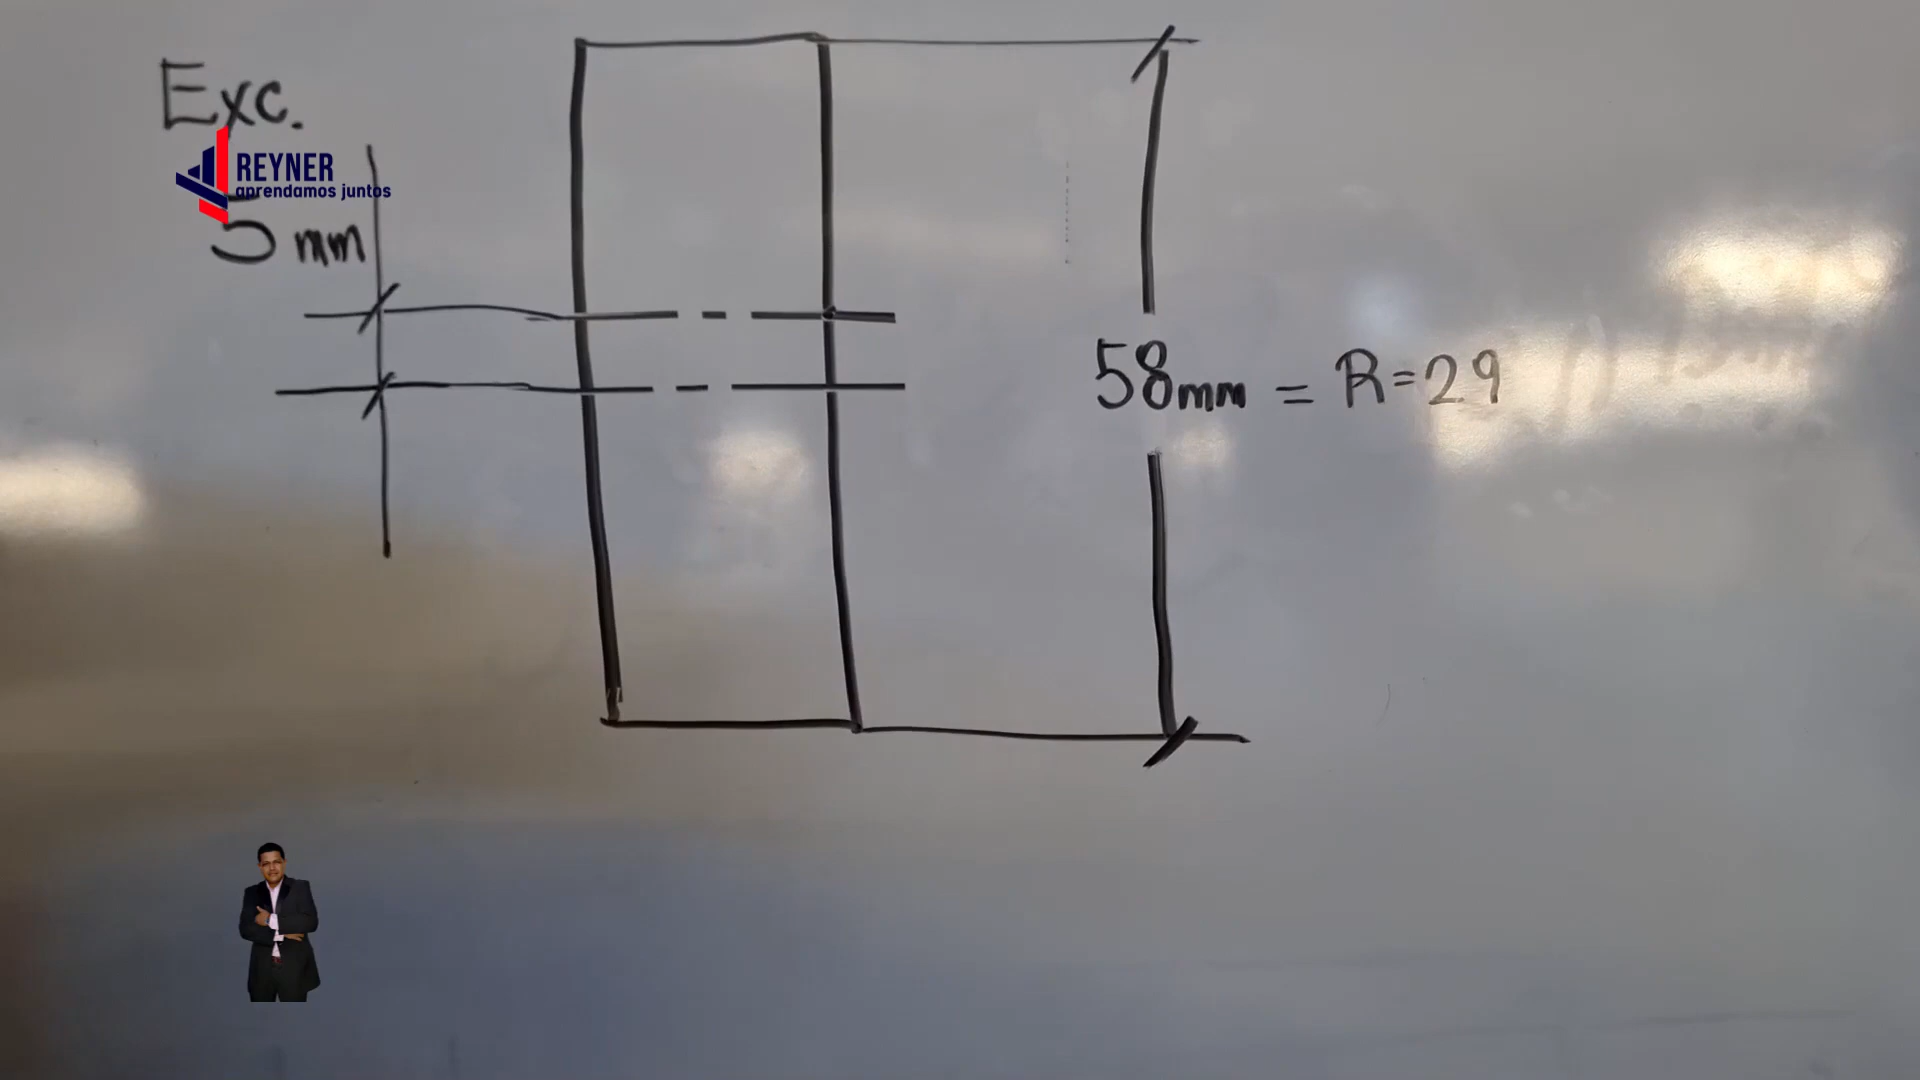 Exc.
REYNER
aprendamos juntos
5 mm
58mm = R=29